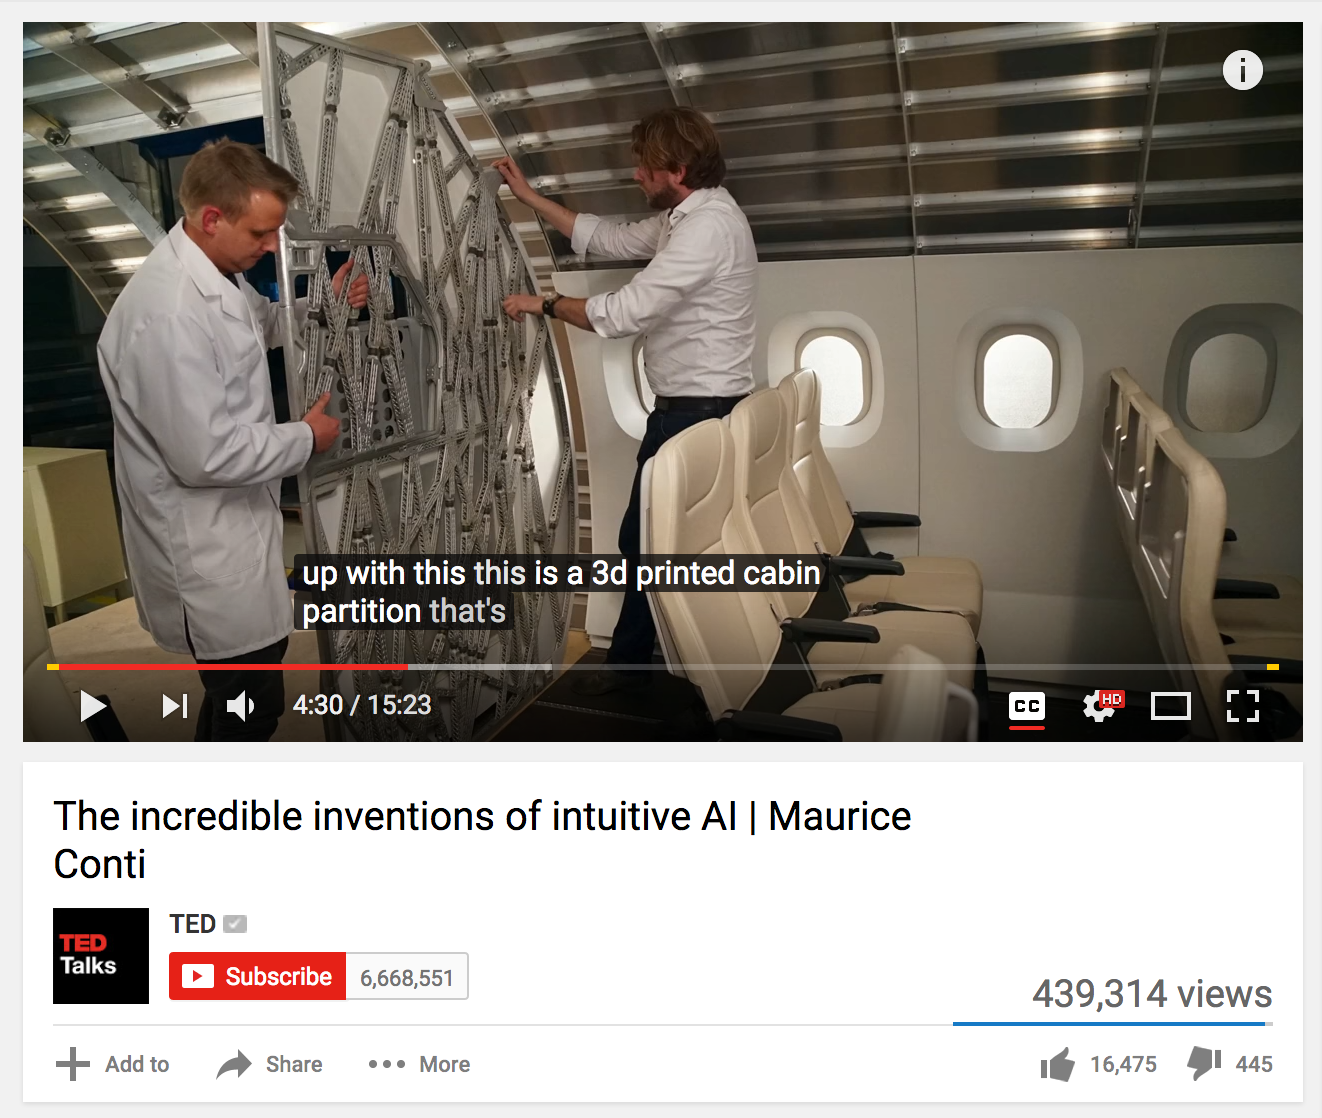 i
up with this this is a 3d printed cabin
partition that's
4:30 / 15:23
CC
HD
The incredible inventions of intuitive AI | Maurice
Conti
TED
Talks
TED
Subscribe 6,668,551
439,314 views
Add to Share More 16,475 445